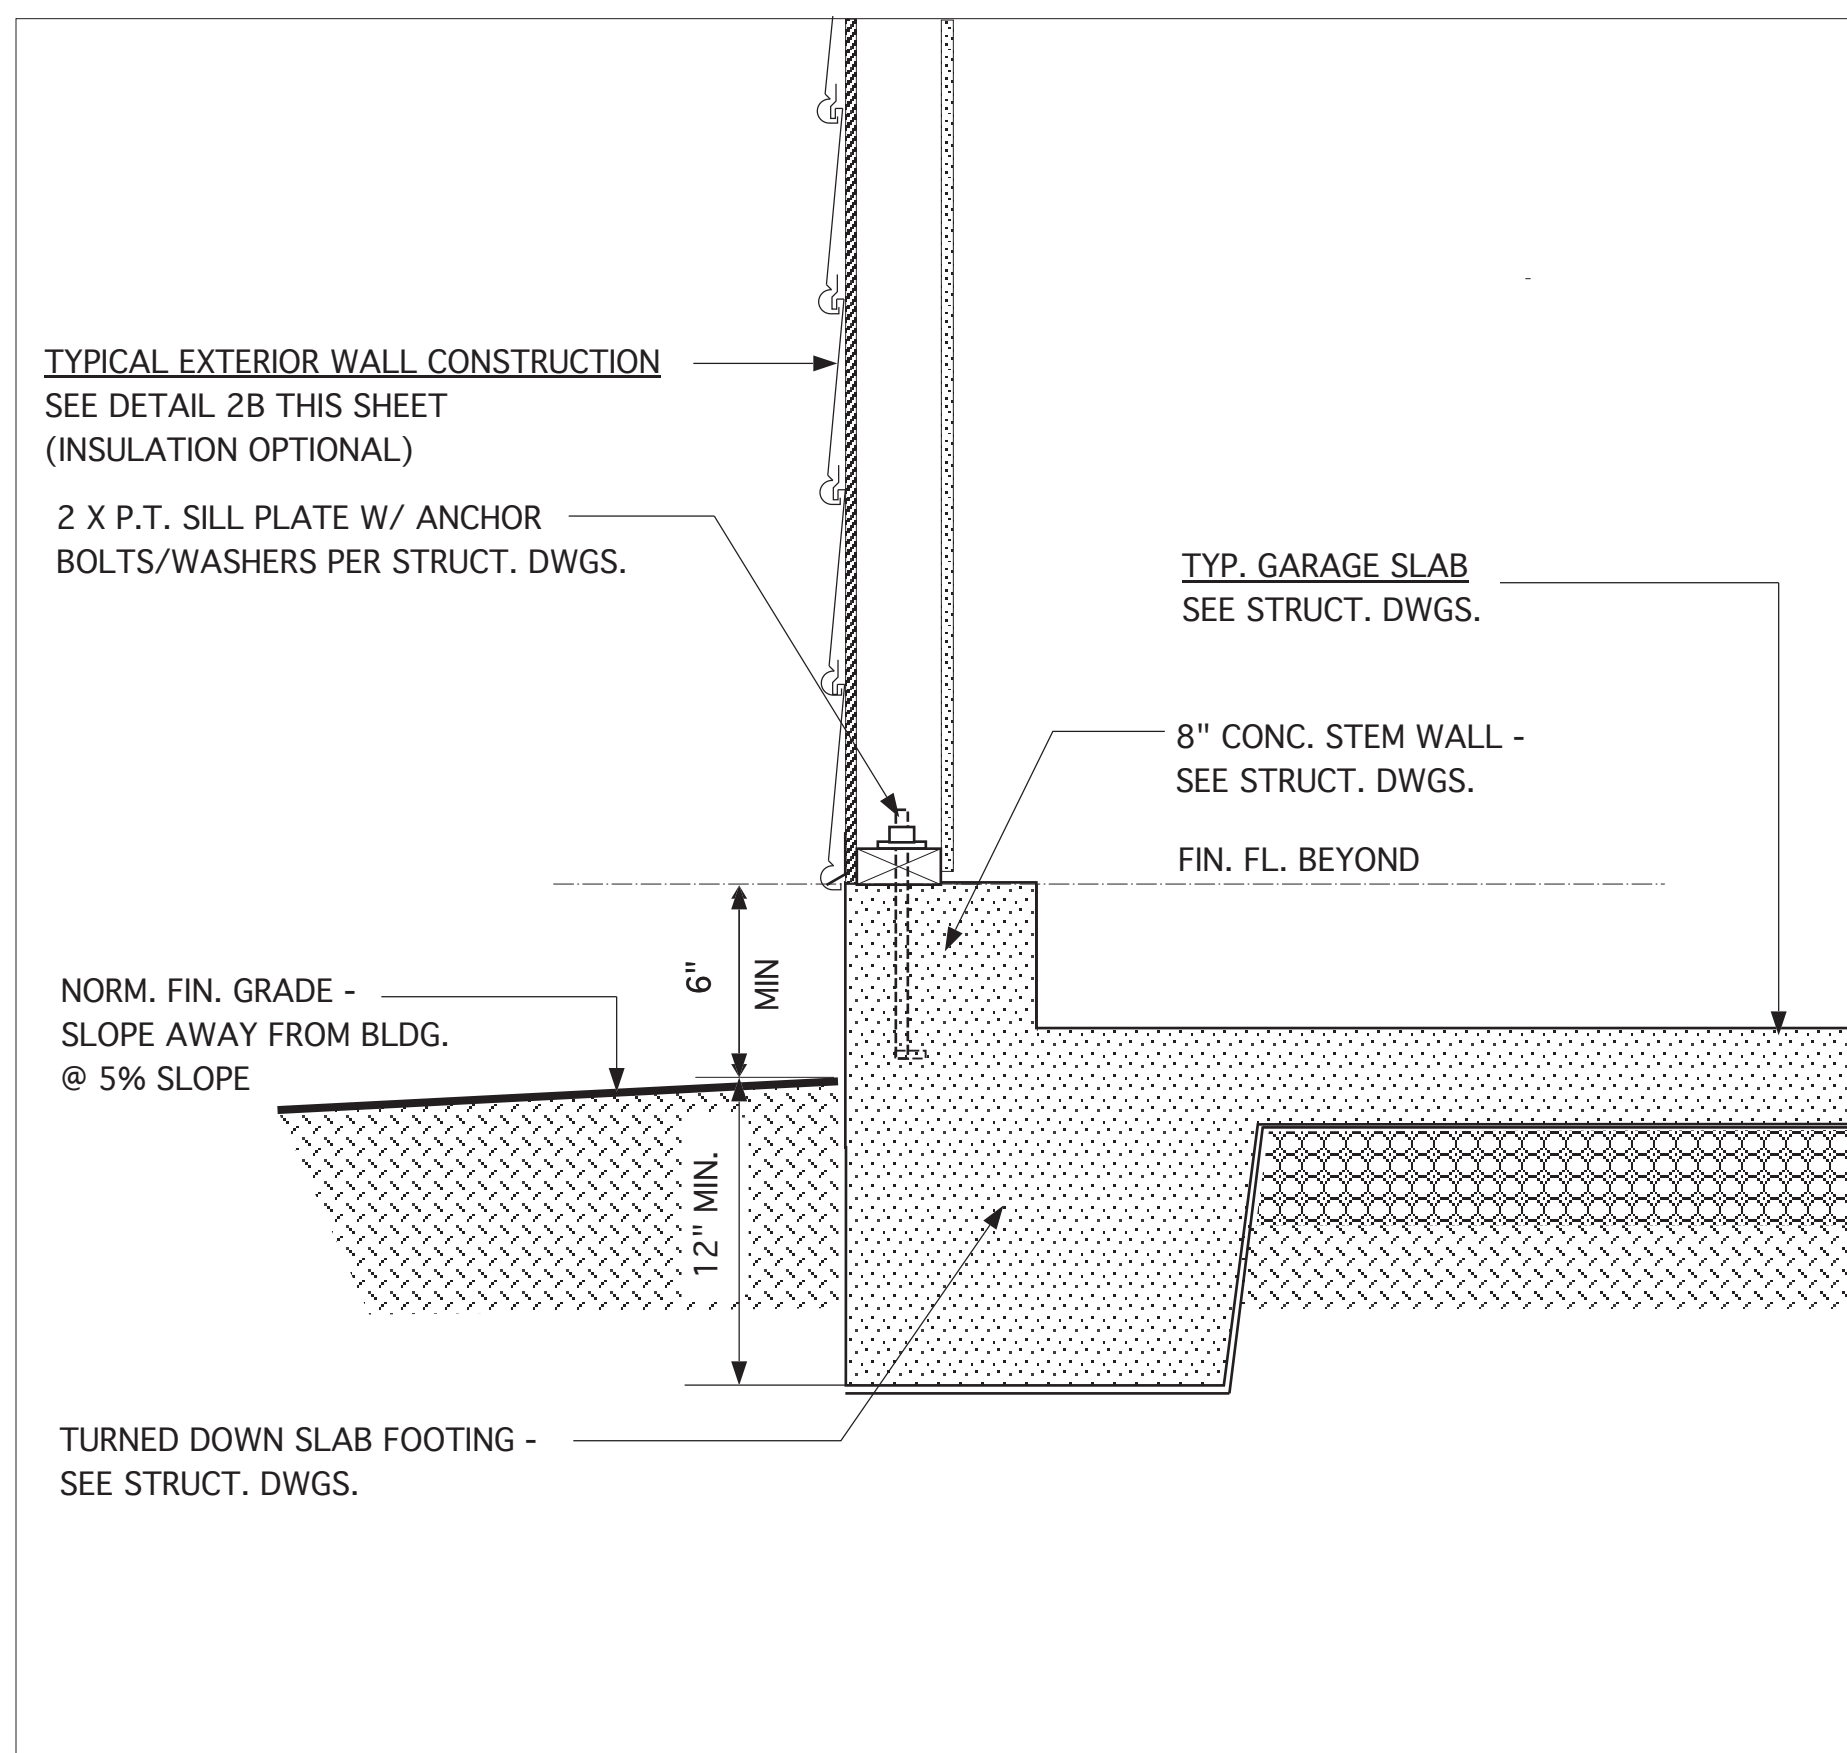 TYPICAL EXTERIOR WALL CONSTRUCTION
SEE DETAIL 2B THIS SHEET
(INSULATION OPTIONAL)
2 X P.T. SILL PLATE W/ ANCHOR
BOLTS/WASHERS PER STRUCT. DWGS.
TYP. GARAGE SLAB
SEE STRUCT. DWGS.
8" CONC. STEM WALL -
SEE STRUCT. DWGS.
FIN. FL. BEYOND
6"
MIN
NORM. FIN. GRADE -
SLOPE AWAY FROM BLDG.
@ 5% SLOPE
12" MIN.
TURNED DOWN SLAB FOOTING -
SEE STRUCT. DWGS.